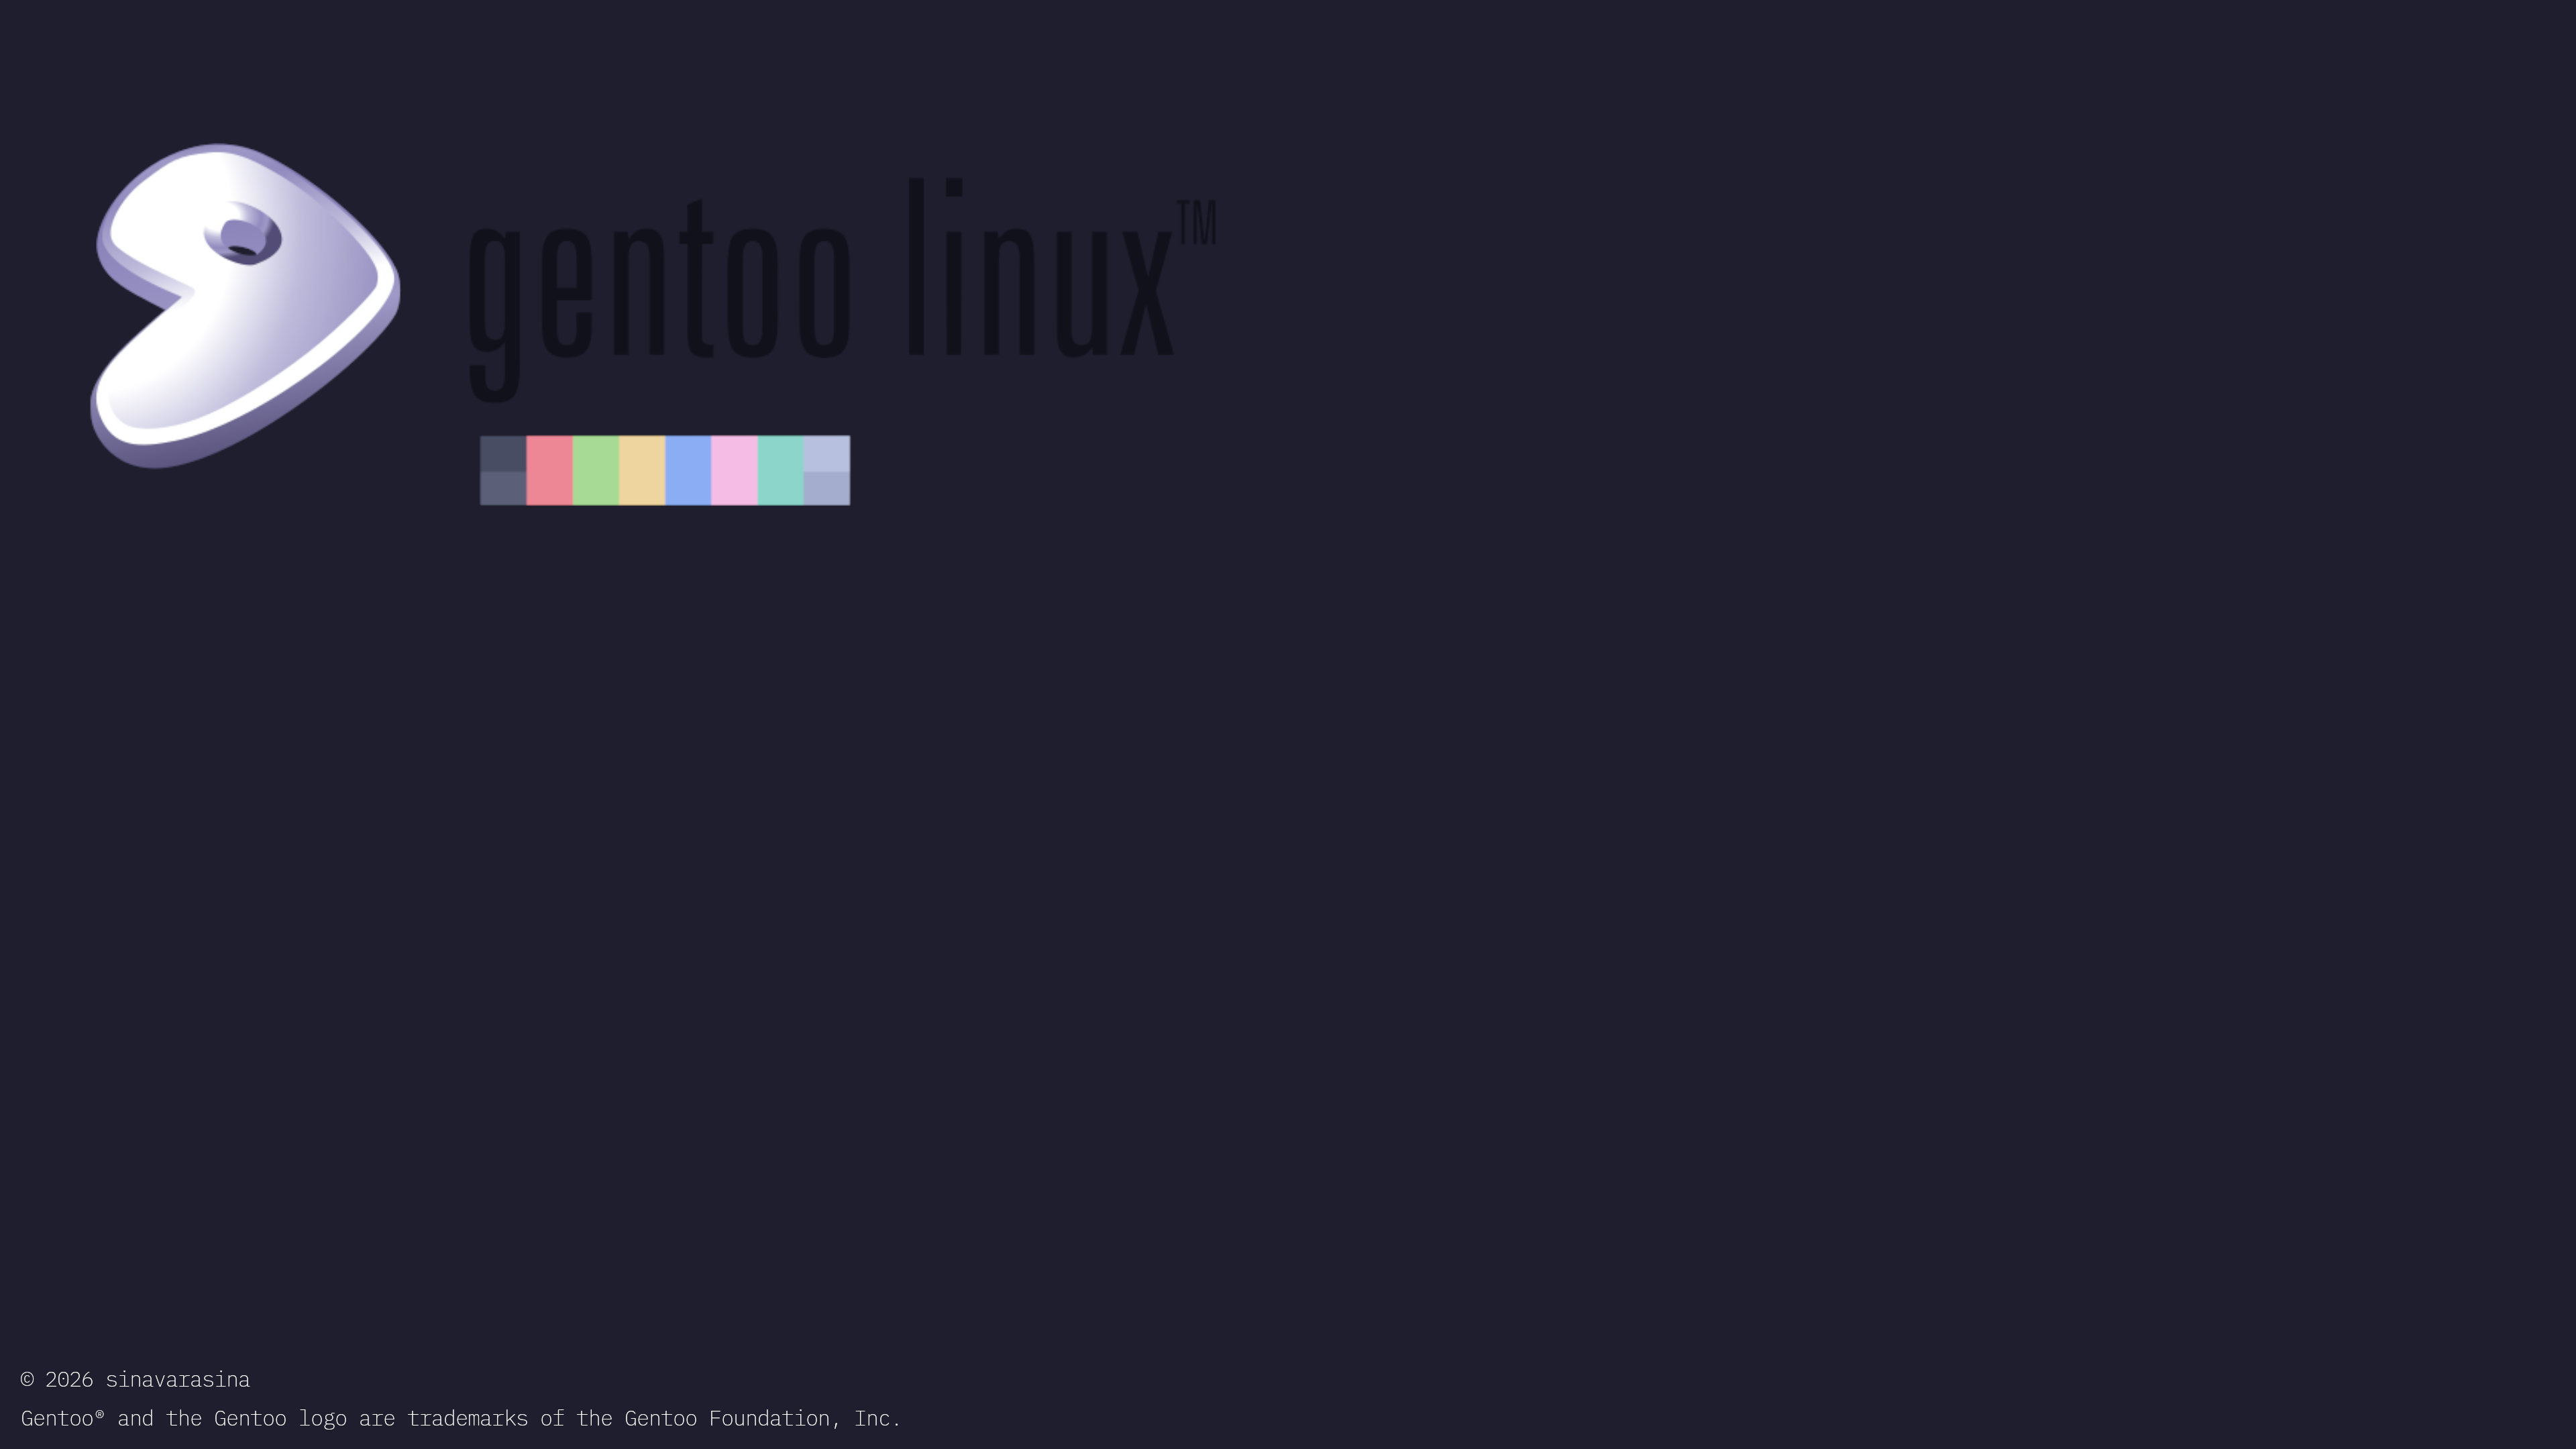 gentoo linux™
© 2026 sinavarasina
Gentoo® and the Gentoo logo are trademarks of the Gentoo Foundation, Inc.